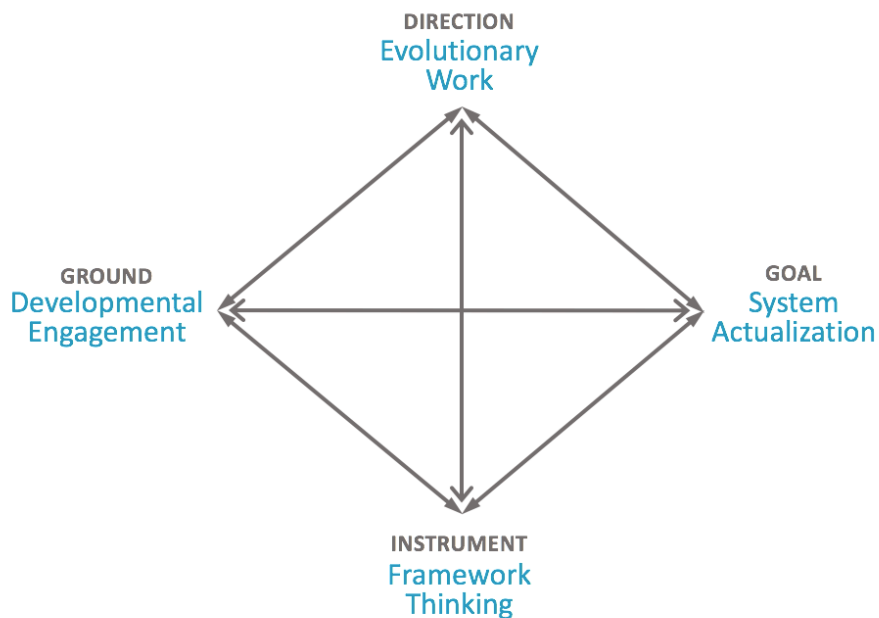 DIRECTION
Evolutionary
Work
GROUND
Developmental
Engagement
GOAL
System
Actualization
INSTRUMENT
Framework
Thinking